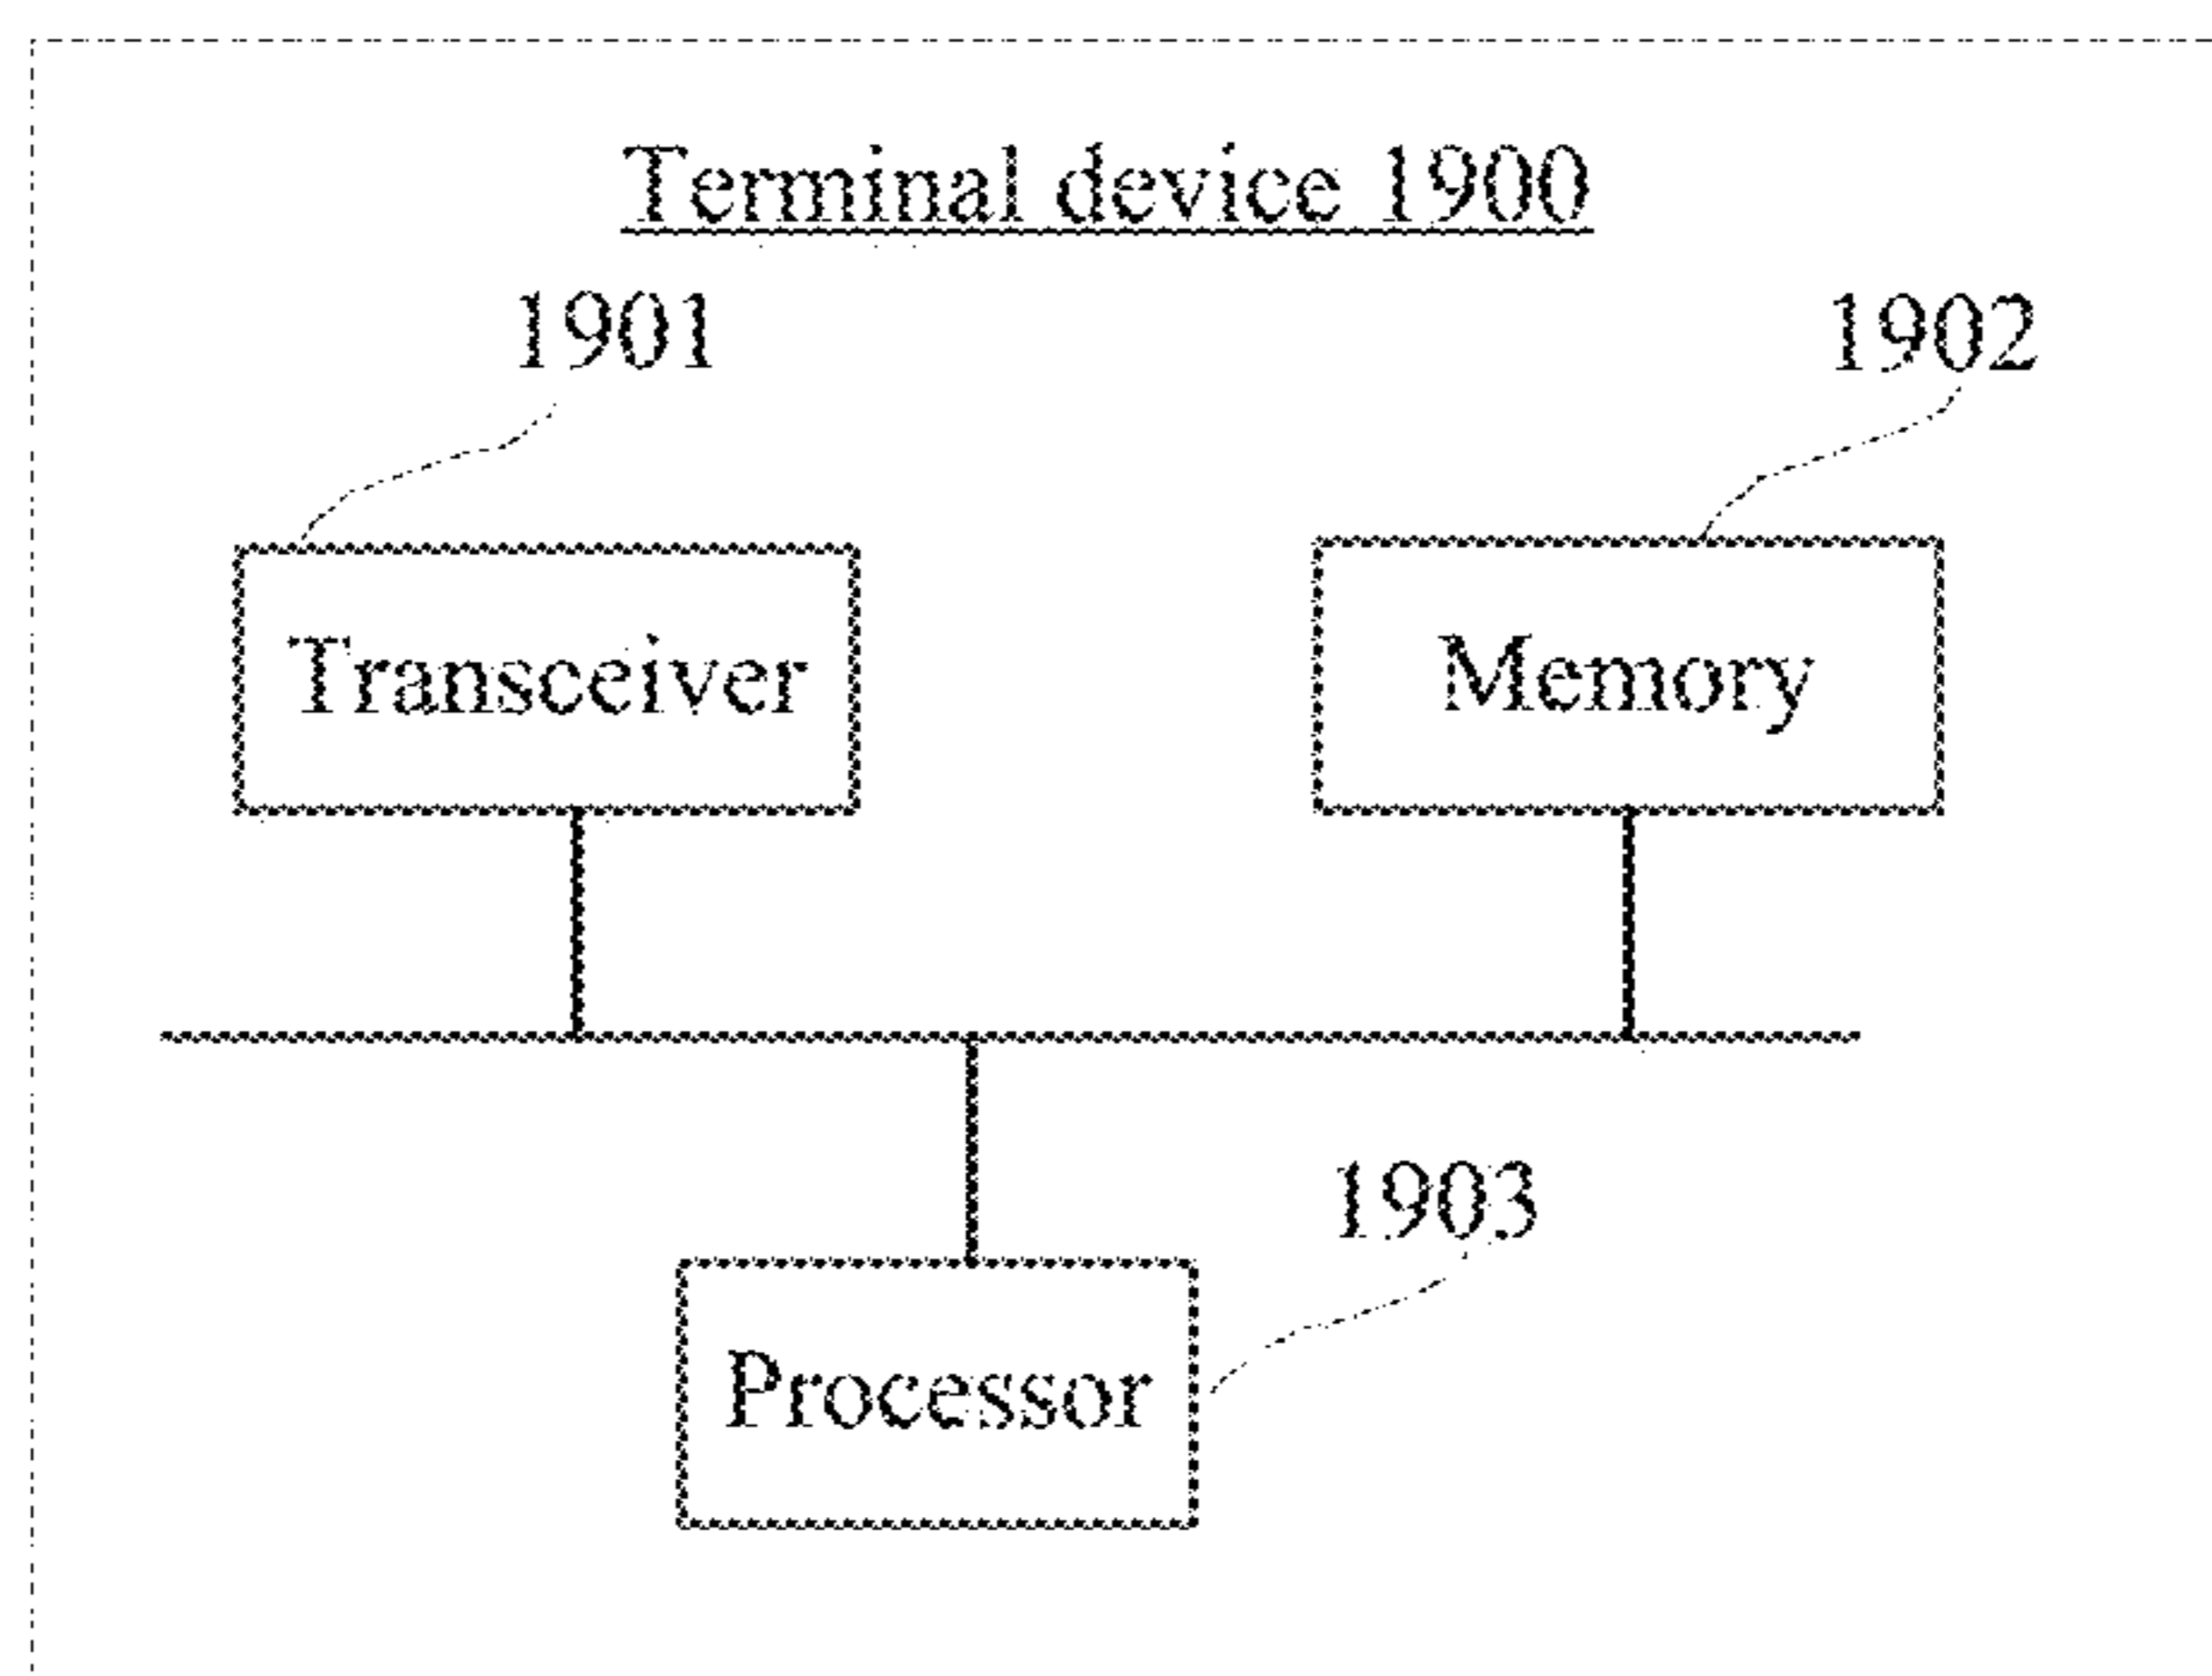 Terminal device 1900
1901
1902
Transceiver
Memory
1903
Processor